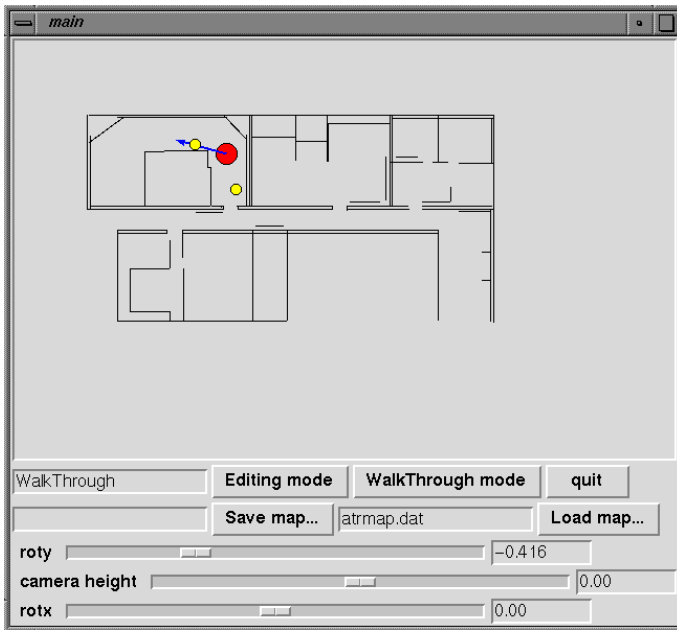 main
WalkThrough Editing mode WalkThrough mode quit
Save map... atrmap.dat Load map...
roty −0.416
camera height 0.00
rotx 0.00